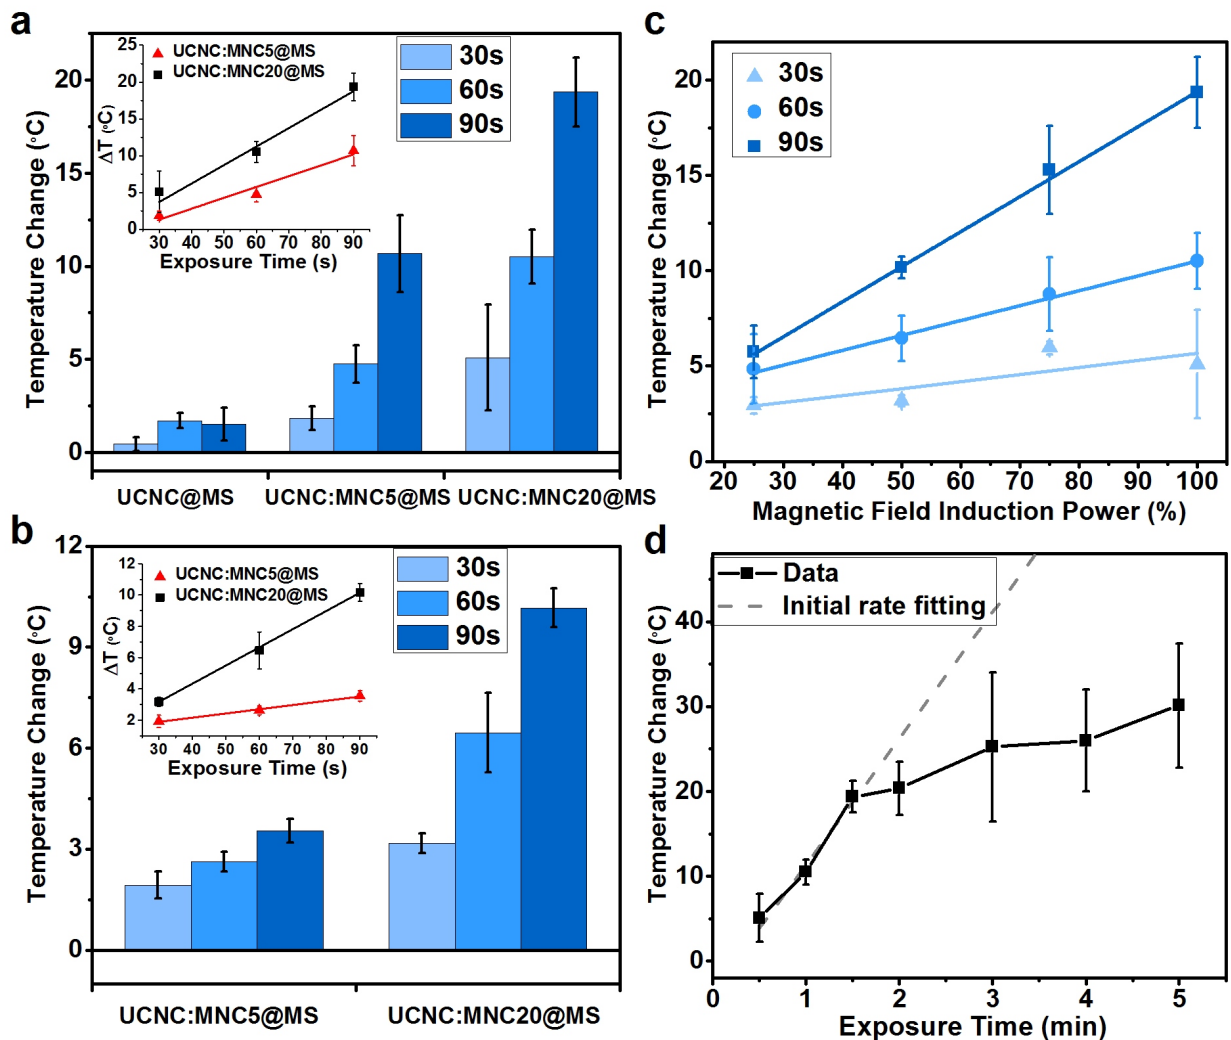 a
Temperature Change (°C)
20
15
10
5
0
UCNC@MS
UCNC:MNC5@MS
UCNC:MNC20@MS
30s
60s
90s
UCNC:MNC5@MS
UCNC:MNC20@MS
ΔT (°C)
25
20
15
10
5
0
30 40 50 60 70 80 90
Exposure Time (s)
c
Temperature Change (°C)
20
15
10
5
0
30s
60s
90s
20 30 40 50 60 70 80 90 100
Magnetic Field Induction Power (%)
b
Temperature Change (°C)
12
9
6
3
0
UCNC:MNC5@MS
UCNC:MNC20@MS
30s
60s
90s
UCNC:MNC5@MS
UCNC:MNC20@MS
ΔT (°C)
12
10
8
6
4
2
30 40 50 60 70 80 90
Exposure Time (s)
d
Temperature Change (°C)
40
30
20
10
0
Data
Initial rate fitting
0 1 2 3 4 5
Exposure Time (min)